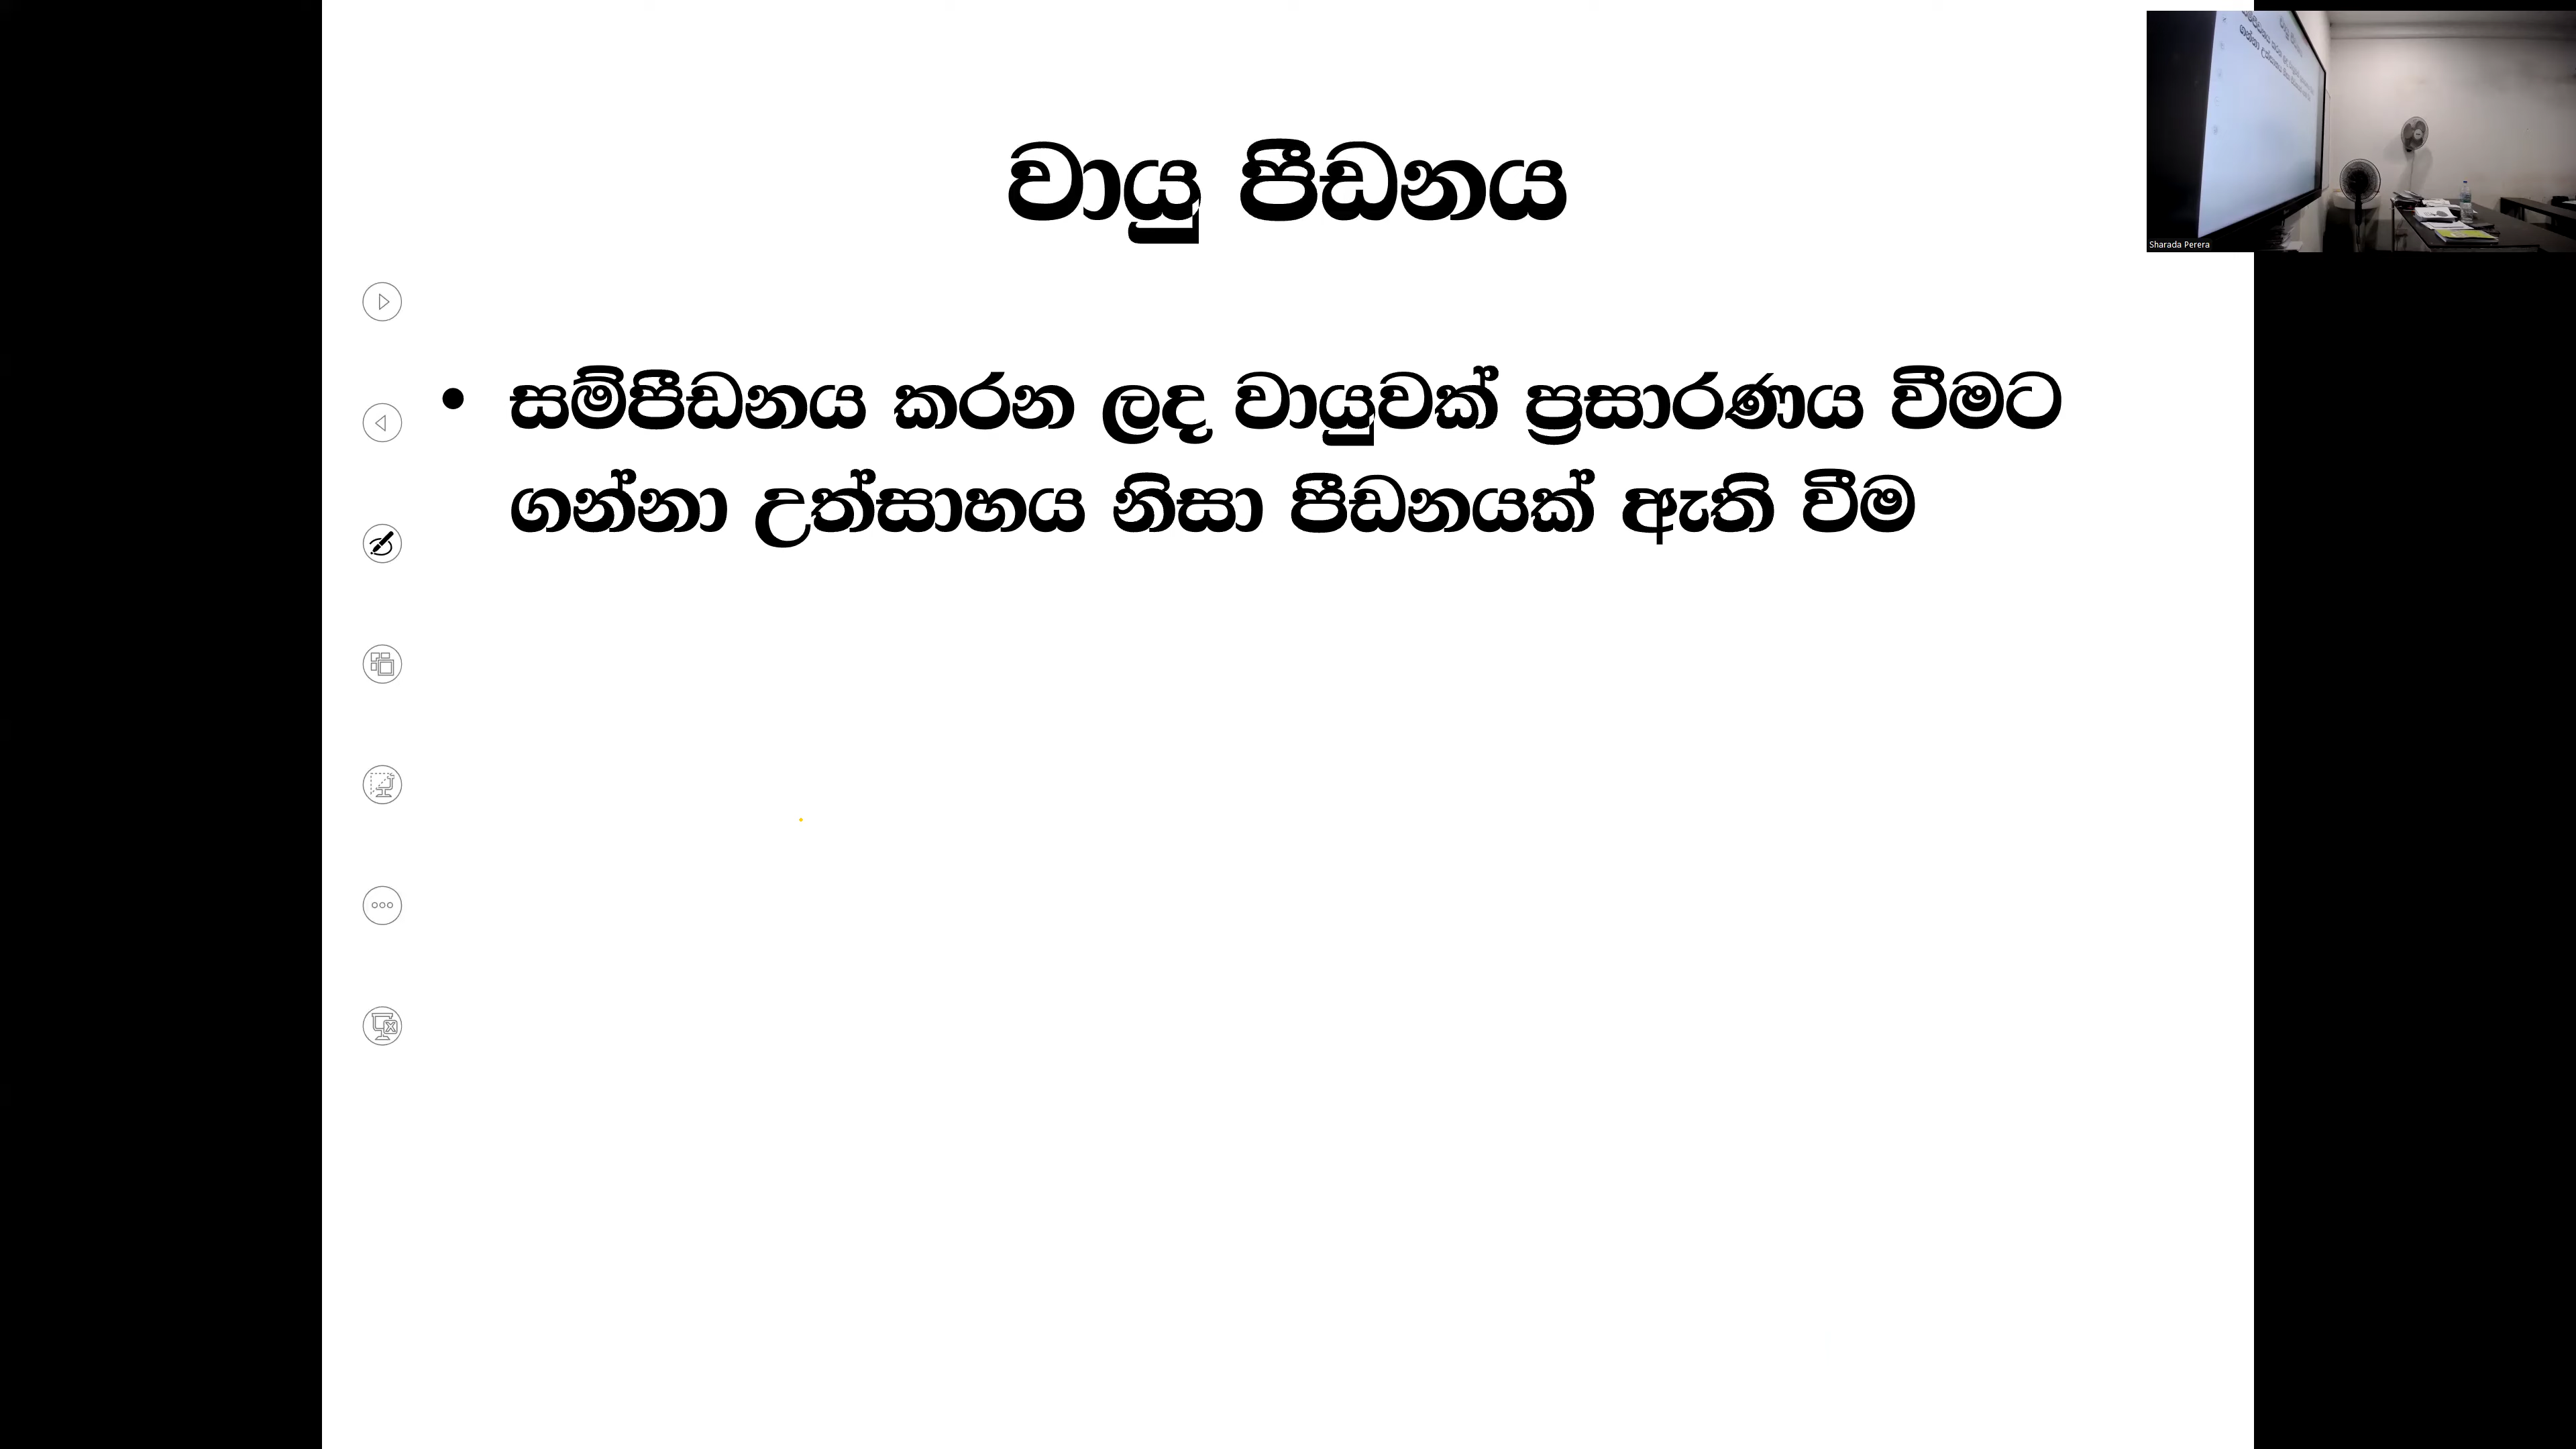 වායු පීඩනය
• සම්පීඩනය කරන ලද වායුවක් ප්‍රසාරණය වීමට
ගන්නා උත්සාහය නිසා පීඩනයක් ඇති වීම
Sharada Perera